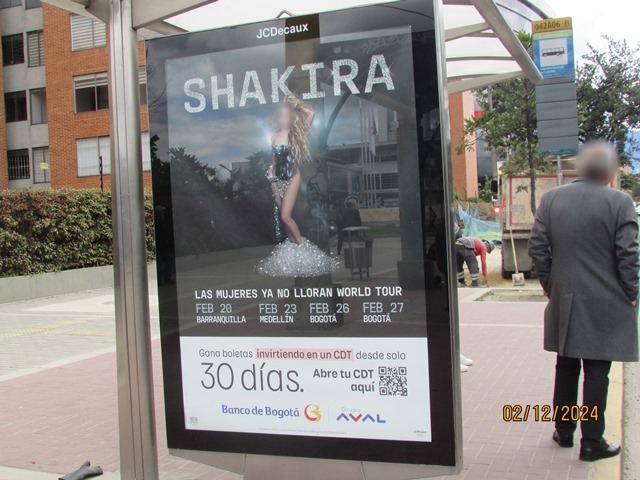 JCDecaux
042A06
SHAKIRA
LAS MUJERES YA NO LLORAN WORLD TOUR
FEB 20 FEB 23 FEB 26 FEB 27
BARRANQUILLA MEDELLÍN BOGOTÁ BOGOTÁ
Gana boletas invirtiendo en un CDT desde solo
30 días.
Abre tu CDT
aquí
Banco de Bogotá
Grupo
AVAL
02/12/2024